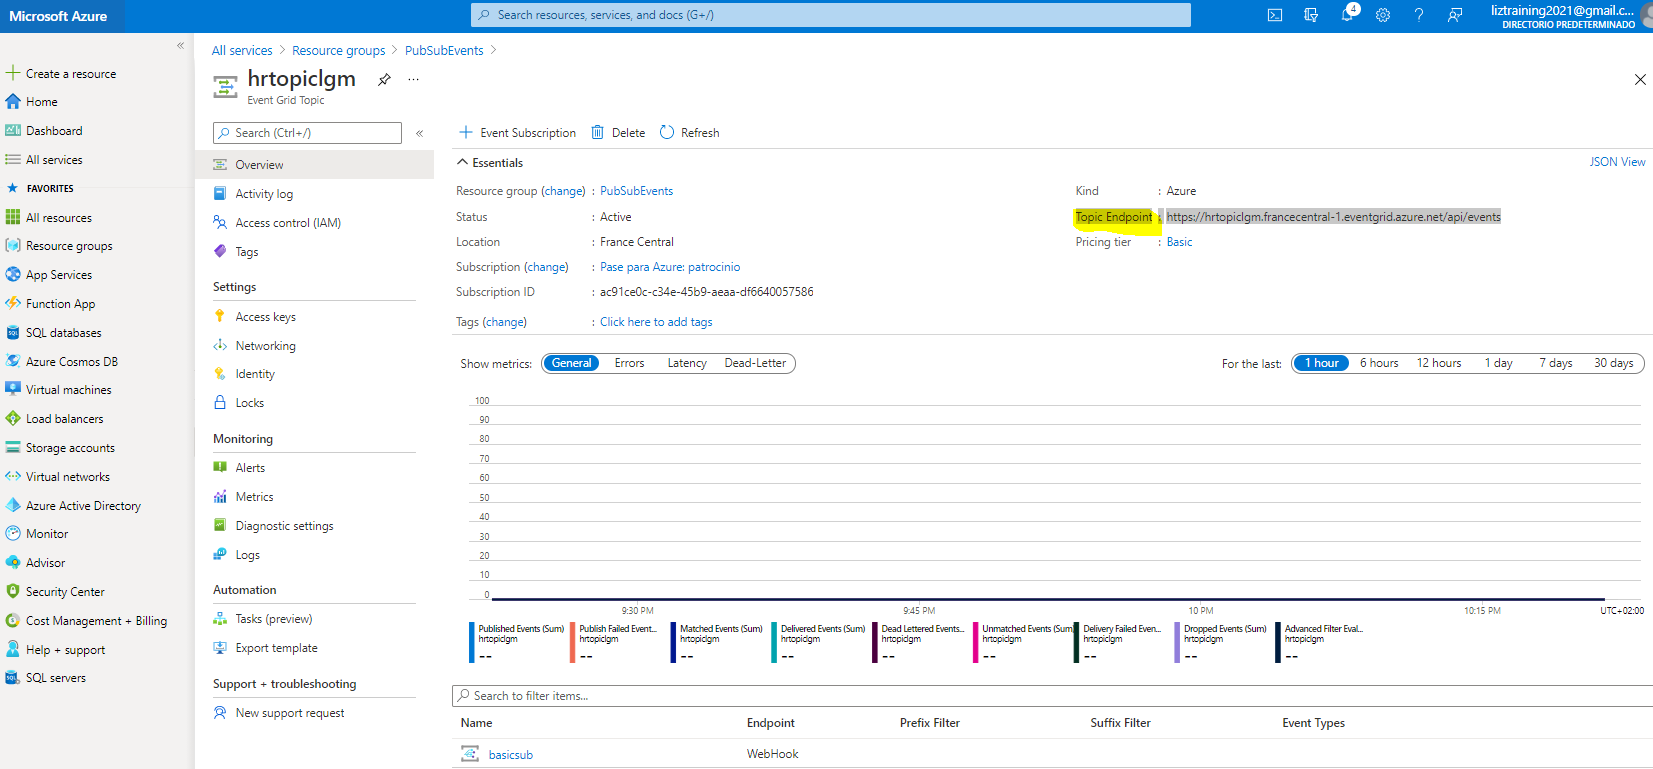 Microsoft Azure
Search resources, services, and docs (G+/)
4
liztraining2021@gmail.c...
DIRECTORIO PREDETERMINADO
Create a resource
Home
Dashboard
All services
FAVORITES
All resources
Resource groups
App Services
Function App
SQL databases
Azure Cosmos DB
Virtual machines
Load balancers
Storage accounts
Virtual networks
Azure Active Directory
Monitor
Advisor
Security Center
Cost Management + Billing
Help + support
SQL servers
All services > Resource groups > PubSubEvents >
hrtopiclgm
Event Grid Topic
Search (Ctrl+/)
Overview
Activity log
Access control (IAM)
Tags
Settings
Access keys
Networking
Identity
Locks
Monitoring
Alerts
Metrics
Diagnostic settings
Logs
Automation
Tasks (preview)
Export template
Support + troubleshooting
New support request
Event Subscription Delete Refresh
Essentials
JSON View
Resource group (change) : PubSubEvents
Status : Active
Location : France Central
Subscription (change) : Pase para Azure: patrocinio
Subscription ID : ac91ce0c-c34e-45b9-aeaa-df6640057586
Tags (change) : Click here to add tags
Kind : Azure
Topic Endpoint : https://hrtopiclgm.francecentral-1.eventgrid.azure.net/api/events
Pricing tier : Basic
Show metrics: General Errors Latency Dead-Letter
For the last: 1 hour 6 hours 12 hours 1 day 7 days 30 days
100
90
80
70
60
50
40
30
20
10
0
9:30 PM 9:45 PM 10 PM 10:15 PM UTC+02:00
Published Events (Sum)
hrtopiclgm
--
Publish Failed Event...
hrtopiclgm
--
Matched Events (Sum)
hrtopiclgm
--
Delivered Events (Sum)
hrtopiclgm
--
Dead Lettered Events...
hrtopiclgm
--
Unmatched Events (Sum)
hrtopiclgm
--
Delivery Failed Even...
hrtopiclgm
--
Dropped Events (Sum)
hrtopiclgm
--
Advanced Filter Eval...
hrtopiclgm
--
Search to filter items...
Name Endpoint Prefix Filter Suffix Filter Event Types
basicsub WebHook